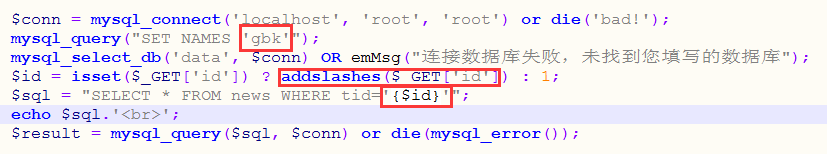 $conn = mysql_connect('localhost', 'root', 'root') or die('bad!');
mysql_query("SET NAMES 'gbk'");
mysql_select_db('data', $conn) OR emMsg("连接数据库失败，未找到您填写的数据库");
$id = isset($_GET['id']) ? addslashes($_GET['id']) : 1;
$sql = "SELECT * FROM news WHERE tid='{$id}'";
echo $sql.'<br>';
$result = mysql_query($sql, $conn) or die(mysql_error());